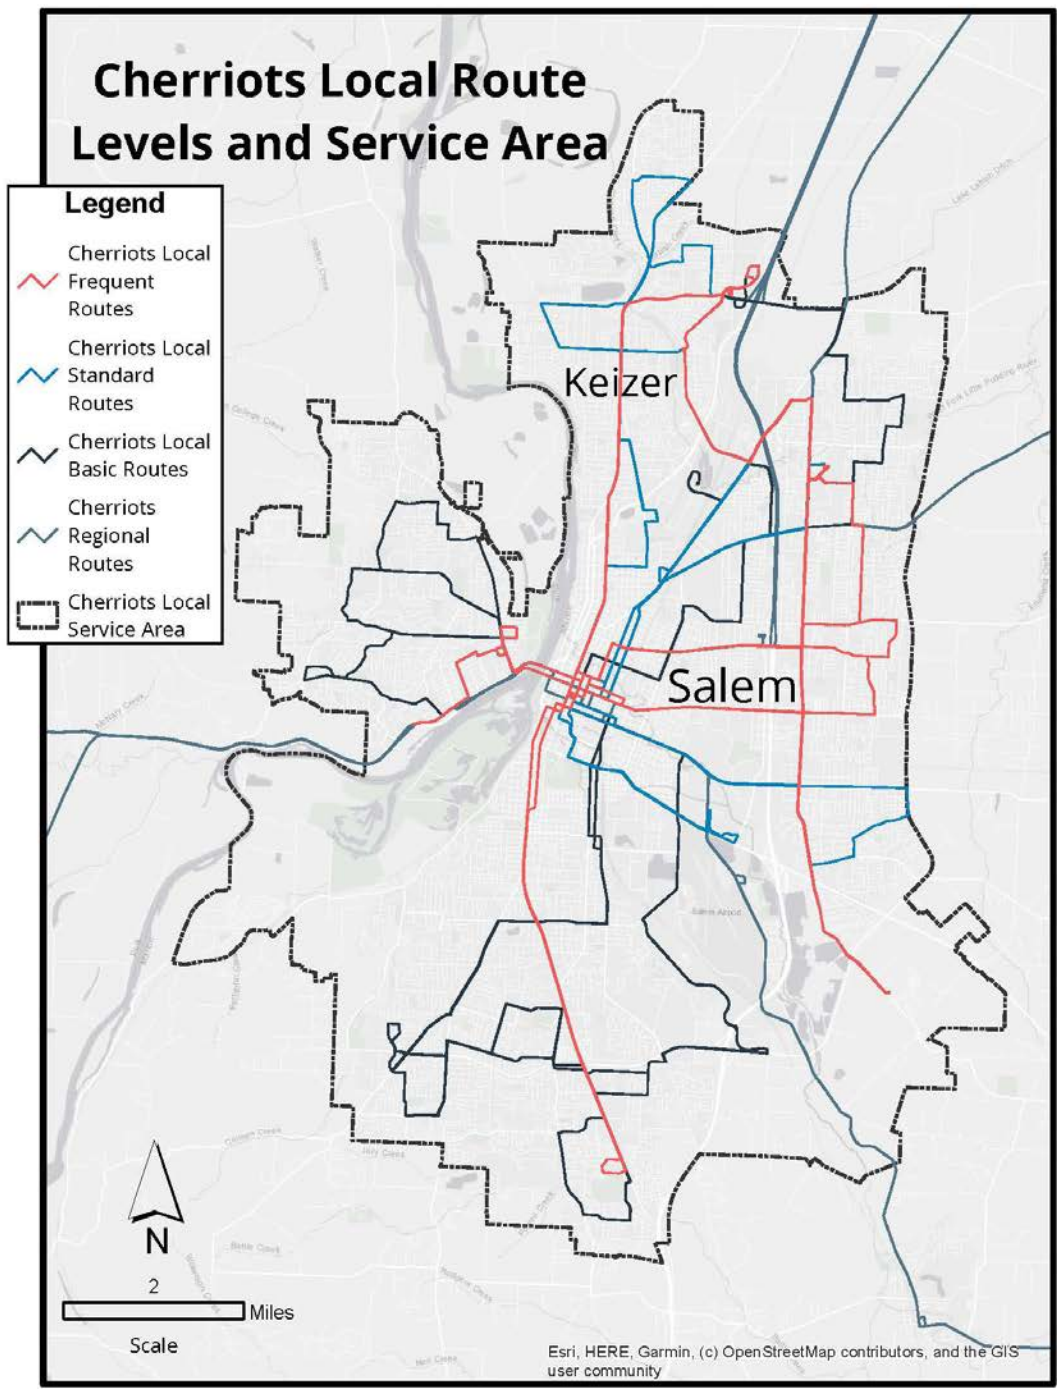 Cherriots Local Route
Levels and Service Area
Legend
Cherriots Local
Frequent
Routes
Cherriots Local
Standard
Routes
Cherriots Local
Basic Routes
Cherriots
Regional
Routes
Cherriots Local
Service Area
Keizer
Salem
N
2
Miles
Scale
Esri, HERE, Garmin, (c) OpenStreetMap contributors, and the GIS
user community